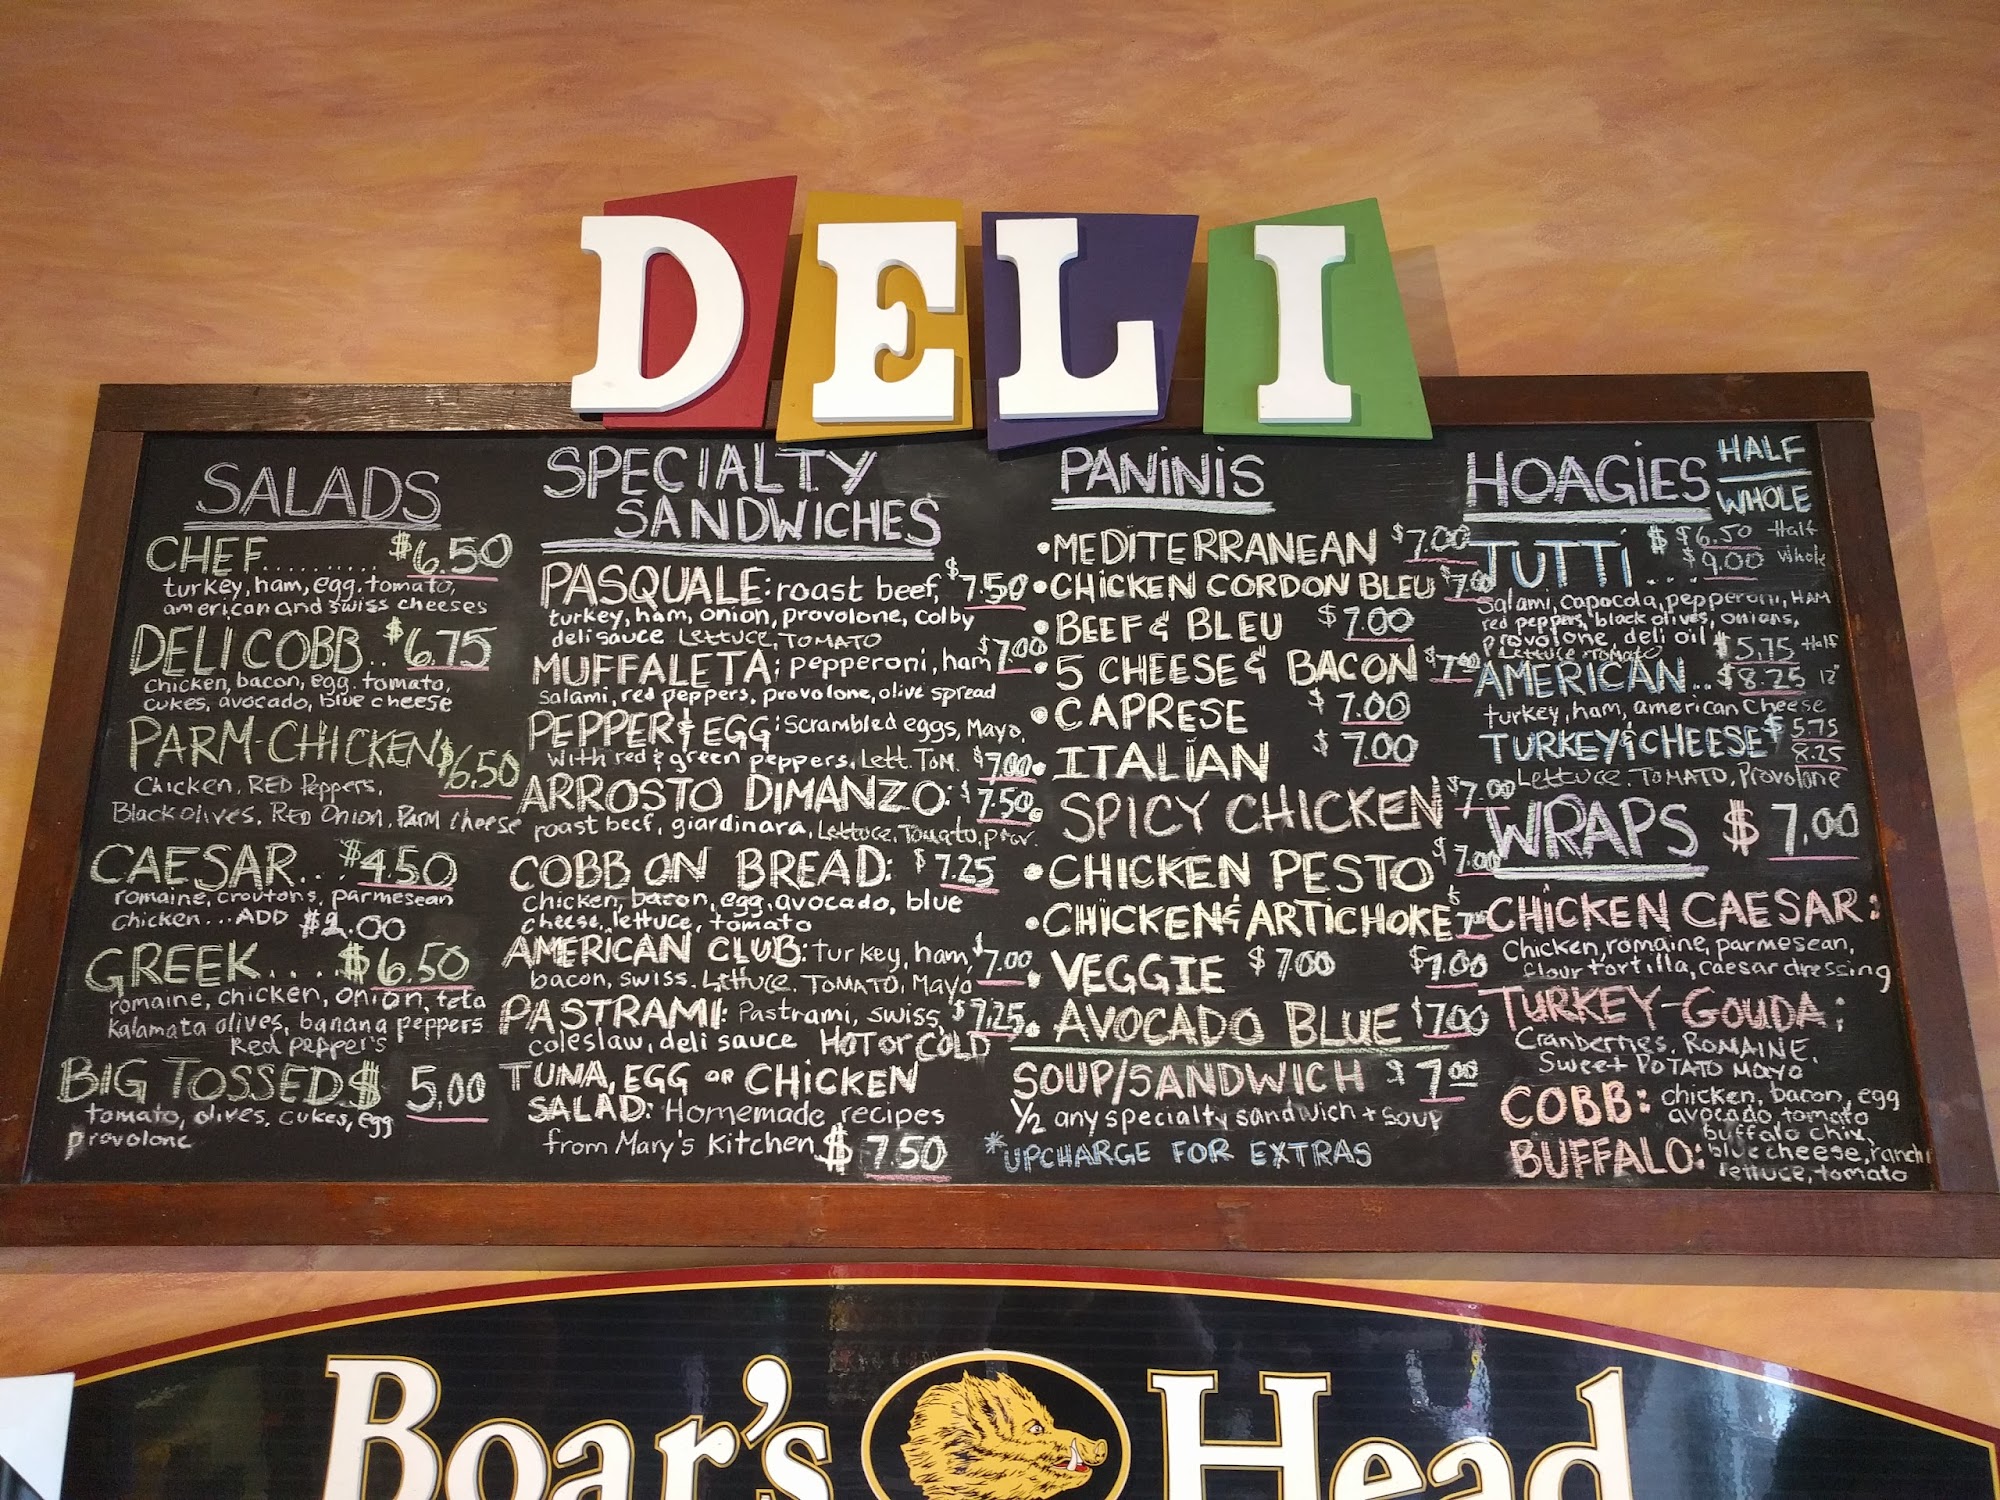 DELI
SALADS
CHEF.......... $6.50
turkey, ham, egg, tomato,
american and swiss cheeses
DELI COBB.. $6.75
chicken, bacon, egg, tomato,
cukes, avocado, blue cheese
PARM-CHICKEN $6.50
Chicken, RED Peppers,
Black olives, RED Onion, Parm cheese
CAESAR... $4.50
romaine, croutons, parmesean
chicken...ADD $2.00
GREEK.... $6.50
romaine, chicken, onion, feta
kalamata olives, banana peppers
Red pepper's
BIG TOSSED $5.00
tomato, olives, cukes, egg
provolone
SPECIALTY
SANDWICHES
PASQUALE: roast beef, $7.50
turkey, ham, onion, provolone, colby
deli sauce Lettuce, TOMATO
MUFFALETA: pepperoni, ham $7.00
salami, red peppers, provolone, olive spread
PEPPER & EGG: Scrambled eggs, Mayo,
with red & green peppers, Lett. Tom. $7.00
ARROSTO DIMANZO: $7.50
roast beef, giardinara, Lettuce, Tomato, prov.
COBB ON BREAD: $7.25
chicken, bacon, egg, avocado, blue
cheese, lettuce, tomato
AMERICAN CLUB: turkey, ham, $7.00
bacon, swiss. Lettuce, TOMATO, Mayo
PASTRAMI: Pastrami, swiss, $7.25
coleslaw, deli sauce HOT or COLD
TUNA, EGG OR CHICKEN
SALAD: Homemade recipes
from Mary's Kitchen $7.50
PANINIS
• MEDITERRANEAN $7.00
• CHICKEN CORDON BLEU $7.00
• BEEF & BLEU $7.00
• 5 CHEESE & BACON $7.00
• CAPRESE $7.00
• ITALIAN $7.00
• SPICY CHICKEN $7.00
• CHICKEN PESTO $7.00
• CHICKEN & ARTICHOKE $7.00
• VEGGIE $7.00 $7.00
• AVOCADO BLUE $7.00
SOUP/SANDWICH $7.00
1/2 any specialty sandwich + soup
*UPCHARGE FOR EXTRAS
HOAGIES HALF
WHOLE
TUTTI.... $ $6.50 Half
$9.00 Whole
Salami, capocola, pepperoni, HAM
red peppers, black olives, onions,
provolone, deli oil
Lettuce Tomato
AMERICAN.. $5.75 Half
$8.25 12"
turkey, ham, american cheese
TURKEY & CHEESE $5.75
8.25
Lettuce, TOMATO, Provolone
WRAPS $7.00
CHICKEN CAESAR:
Chicken, romaine, parmesean,
flour tortilla, caesar dressing
TURKEY-GOUDA:
Cranberries, ROMAINE,
Sweet POTATO MAYO
COBB: chicken, bacon, egg
avocado, tomato
BUFFALO: buffalo chix,
blue cheese, ranch
lettuce, tomato
Boar's Head